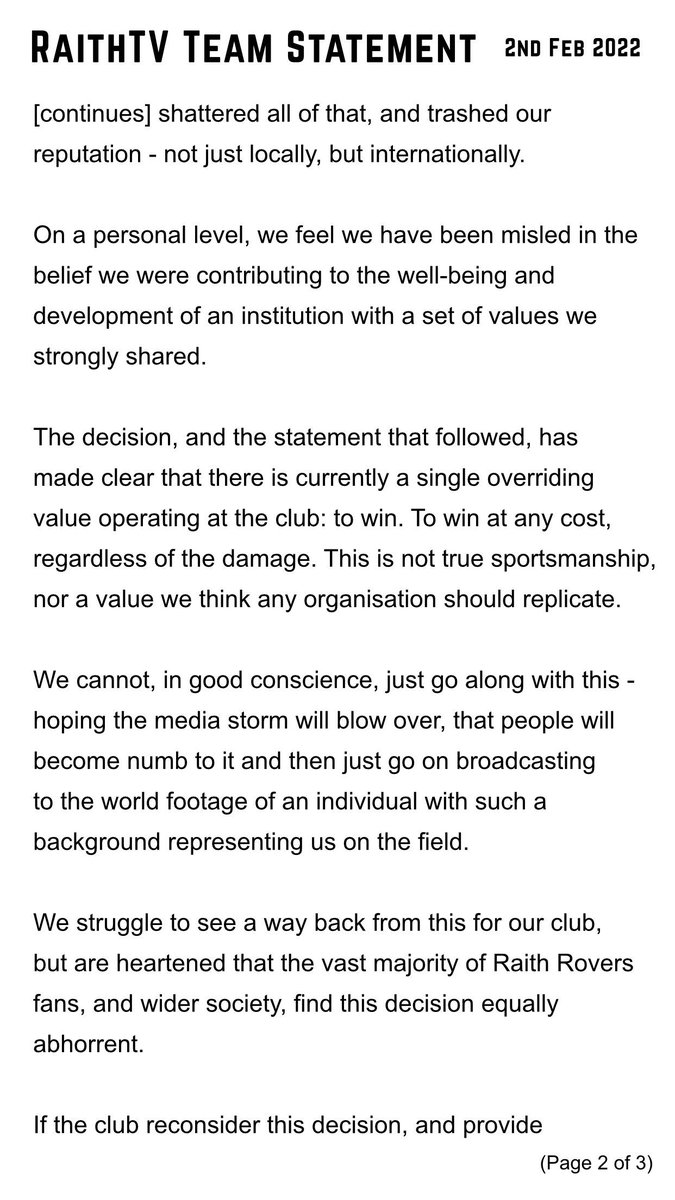 RaithTV Team Statement 2nd Feb 2022
[continues] shattered all of that, and trashed our
reputation - not just locally, but internationally.
On a personal level, we feel we have been misled in the
belief we were contributing to the well-being and
development of an institution with a set of values we
strongly shared.
The decision, and the statement that followed, has
made clear that there is currently a single overriding
value operating at the club: to win. To win at any cost,
regardless of the damage. This is not true sportsmanship,
nor a value we think any organisation should replicate.
We cannot, in good conscience, just go along with this -
hoping the media storm will blow over, that people will
become numb to it and then just go on broadcasting
to the world footage of an individual with such a
background representing us on the field.
We struggle to see a way back from this for our club,
but are heartened that the vast majority of Raith Rovers
fans, and wider society, find this decision equally
abhorrent.
If the club reconsider this decision, and provide
(Page 2 of 3)